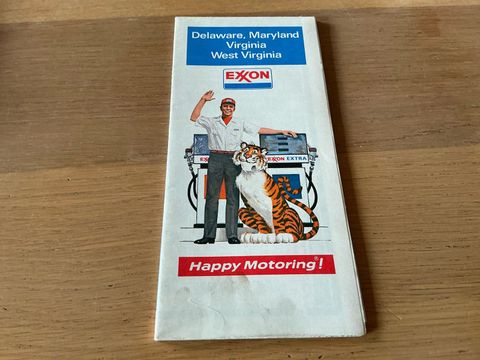 Delaware, Maryland
Virginia
West Virginia
EXXON
EXXON EXTRA
Happy Motoring!